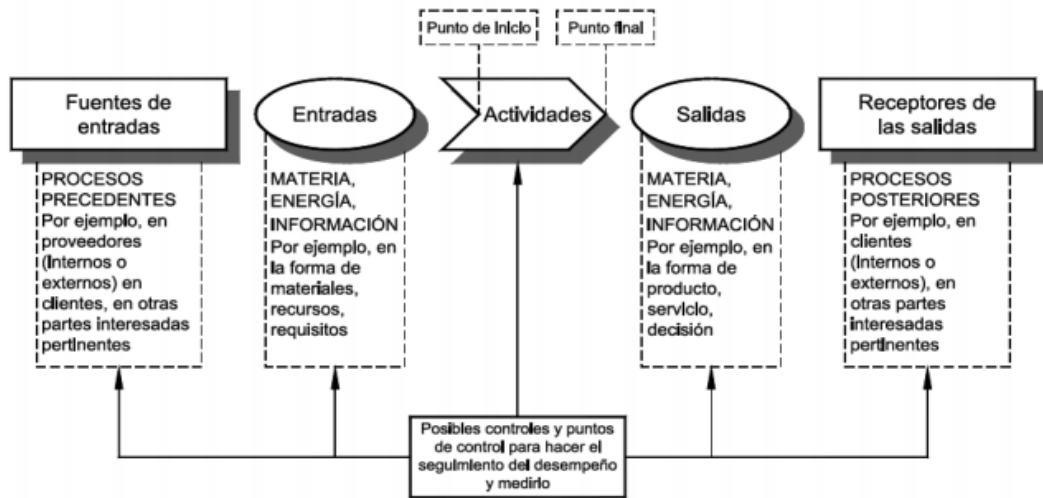 Punto de inicio
Punto final
Fuentes de
entradas
Entradas
Actividades
Salidas
Receptores de
las salidas
PROCESOS
PRECEDENTES
Por ejemplo, en
proveedores
(internos o
externos) en
clientes, en otras
partes interesadas
pertinentes
MATERIA,
ENERGÍA,
INFORMACIÓN
Por ejemplo, en
la forma de
materiales,
recursos,
requisitos
MATERIA,
ENERGÍA,
INFORMACIÓN
Por ejemplo, en
la forma de
producto,
servicio,
decisión
PROCESOS
POSTERIORES
Por ejemplo, en
clientes
(internos o
externos), en
otras partes
interesadas
pertinentes
Posibles controles y puntos
de control para hacer el
seguimiento del desempeño
y medirlo